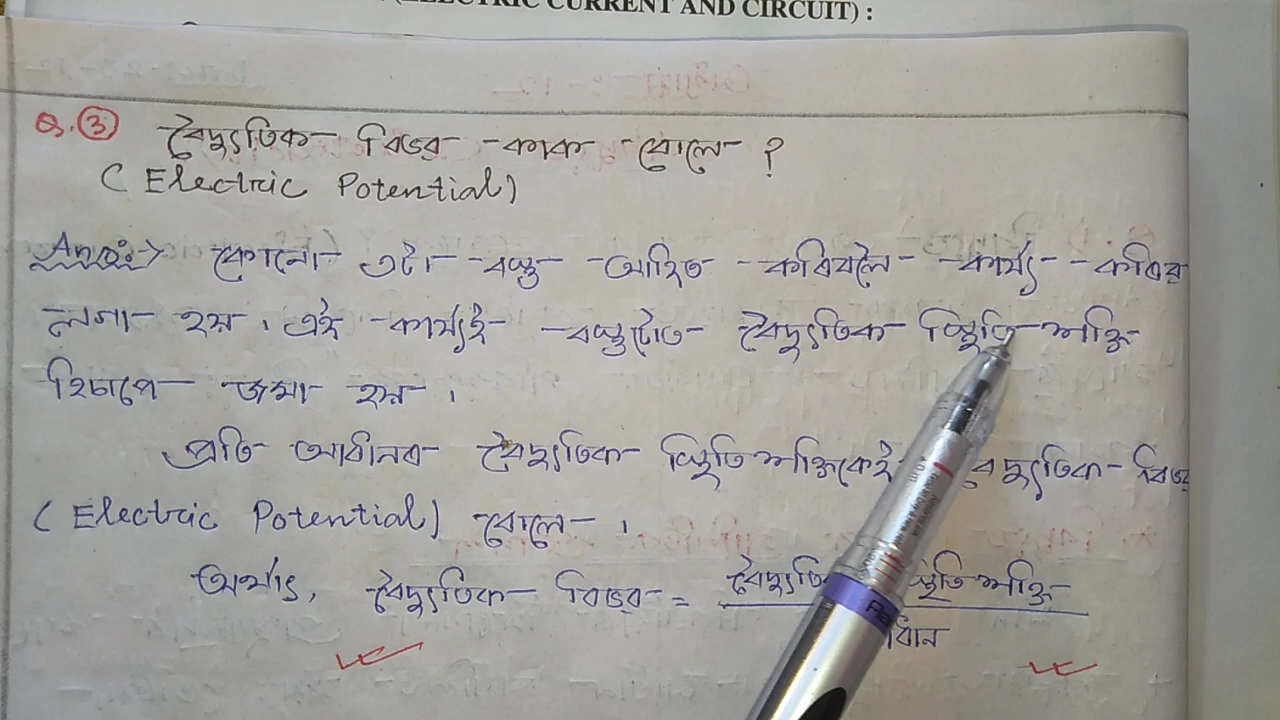 (ELECTRIC CURRENT AND CIRCUIT) :
Q. ③ বৈদ্যুতিক বিভৱ কাক বোলে ?
( Electric Potential)
Ans:→ কোনো এটা বস্তু আহিত কৰিবলৈ কাৰ্য্য কৰিব
লগা হয় । এই কাৰ্য্যই বস্তুটোত বৈদ্যুতিক স্থিতি শক্তি
হিচাপে জমা হয় ।
প্ৰতি আধানৰ বৈদ্যুতিক স্থিতি শক্তিকেই বৈদ্যুতিক বিভৱ
( Electric Potential) বোলে ।
অৰ্থাৎ, বৈদ্যুতিক বিভৱ = বৈদ্যুতি স্থিতি শক্তি
ধান